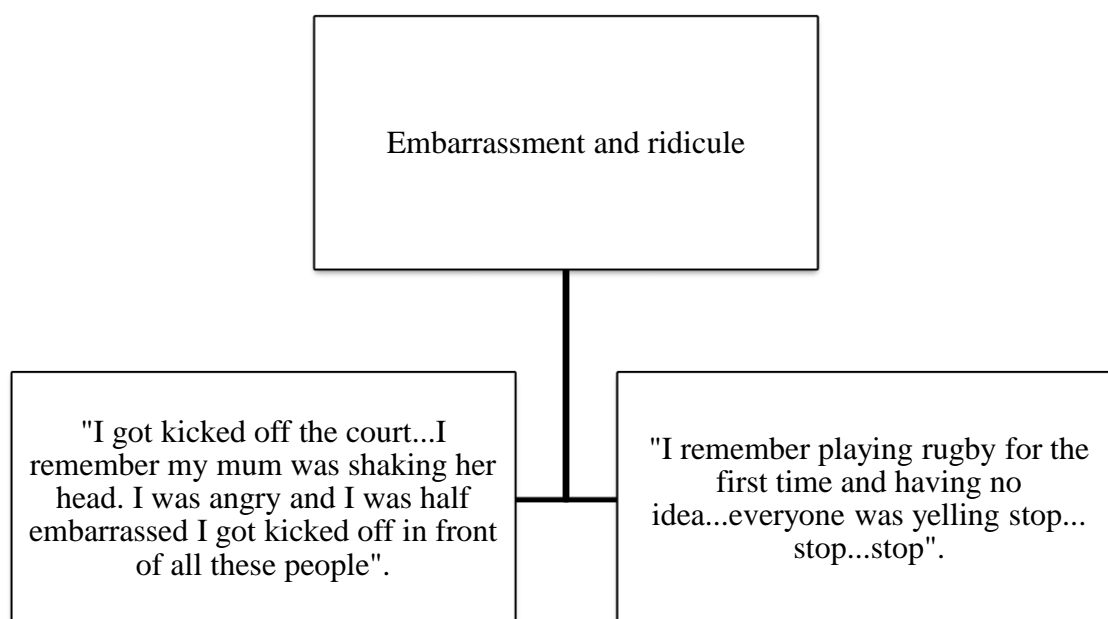 Embarrassment and ridicule
"I got kicked off the court...I
remember my mum was shaking her
head. I was angry and I was half
embarrassed I got kicked off in front
of all these people".
"I remember playing rugby for the
first time and having no
idea...everyone was yelling stop...
stop...stop".